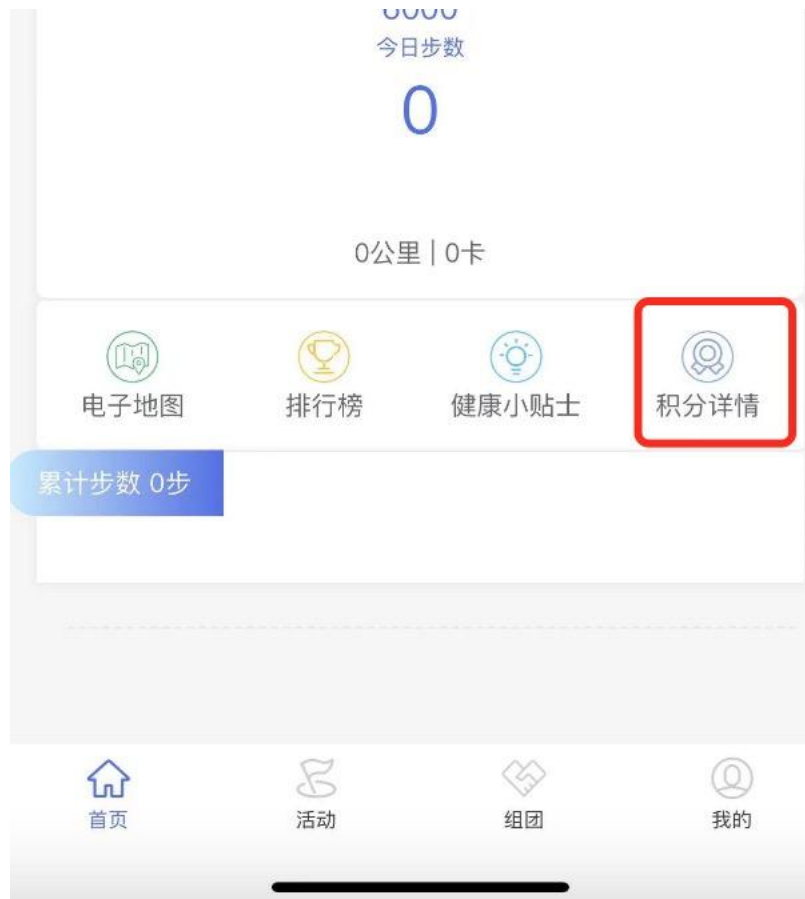 今日步数
0
0公里 | 0卡
电子地图 排行榜 健康小贴士 积分详情
累计步数 0步
首页 活动 组团 我的